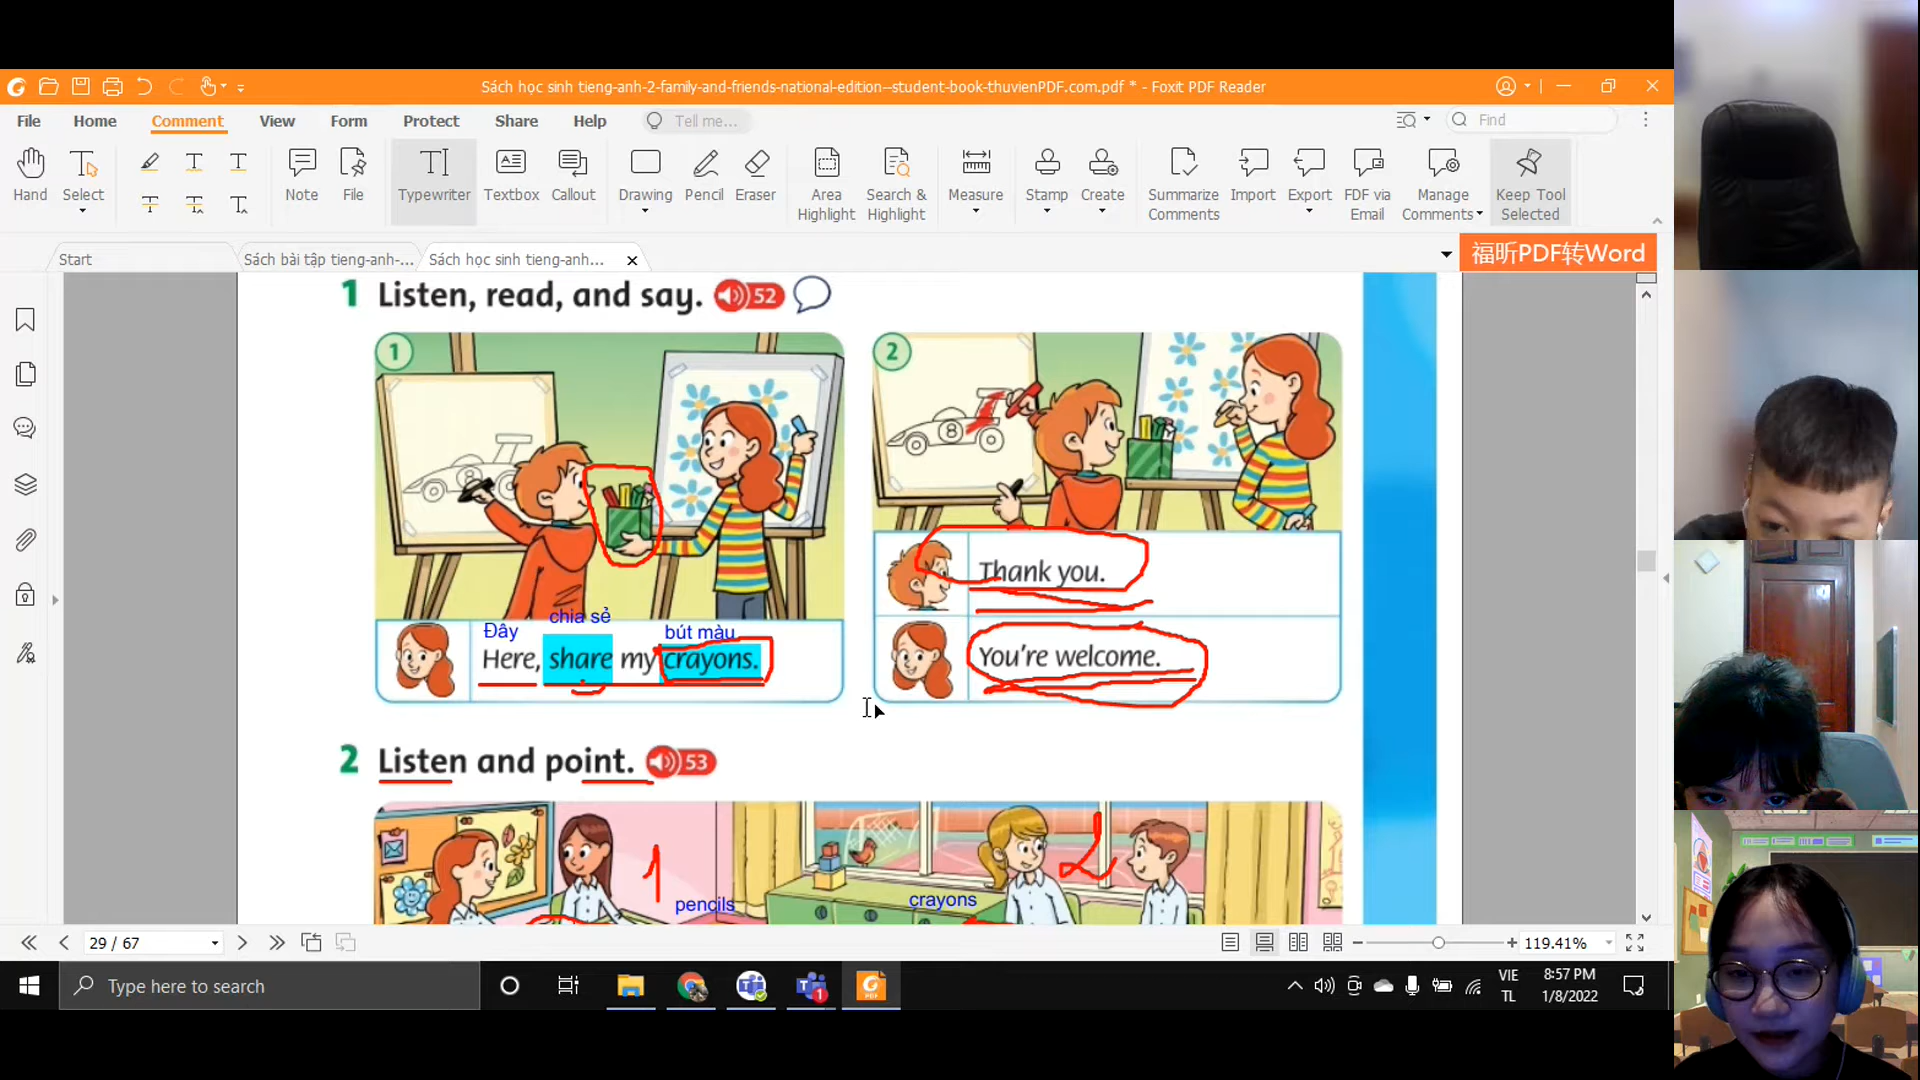 Sách học sinh tieng-anh-2-family-and-friends-national-edition--student-book-thuvienPDF.com.pdf * - Foxit PDF Reader
File Home Comment View Form Protect Share Help Tell me... Find
Hand Select Note File Typewriter Textbox Callout Drawing Pencil Eraser Area Highlight Search & Highlight Measure Stamp Create Summarize Comments Import Export FDF via Email Manage Comments Keep Tool Selected
Start Sách bài tập tieng-anh-... Sách học sinh tieng-anh... 福昕PDF转Word
1 Listen, read, and say. 52
1
2
8
Thank you.
chia sẻ
Đây bút màu
Here, share my crayons.
You're welcome.
2 Listen and point. 53
1
2
pencils
crayons
29 / 67 119.41%
Type here to search
1
VIE
TL
8:57 PM
1/8/2022